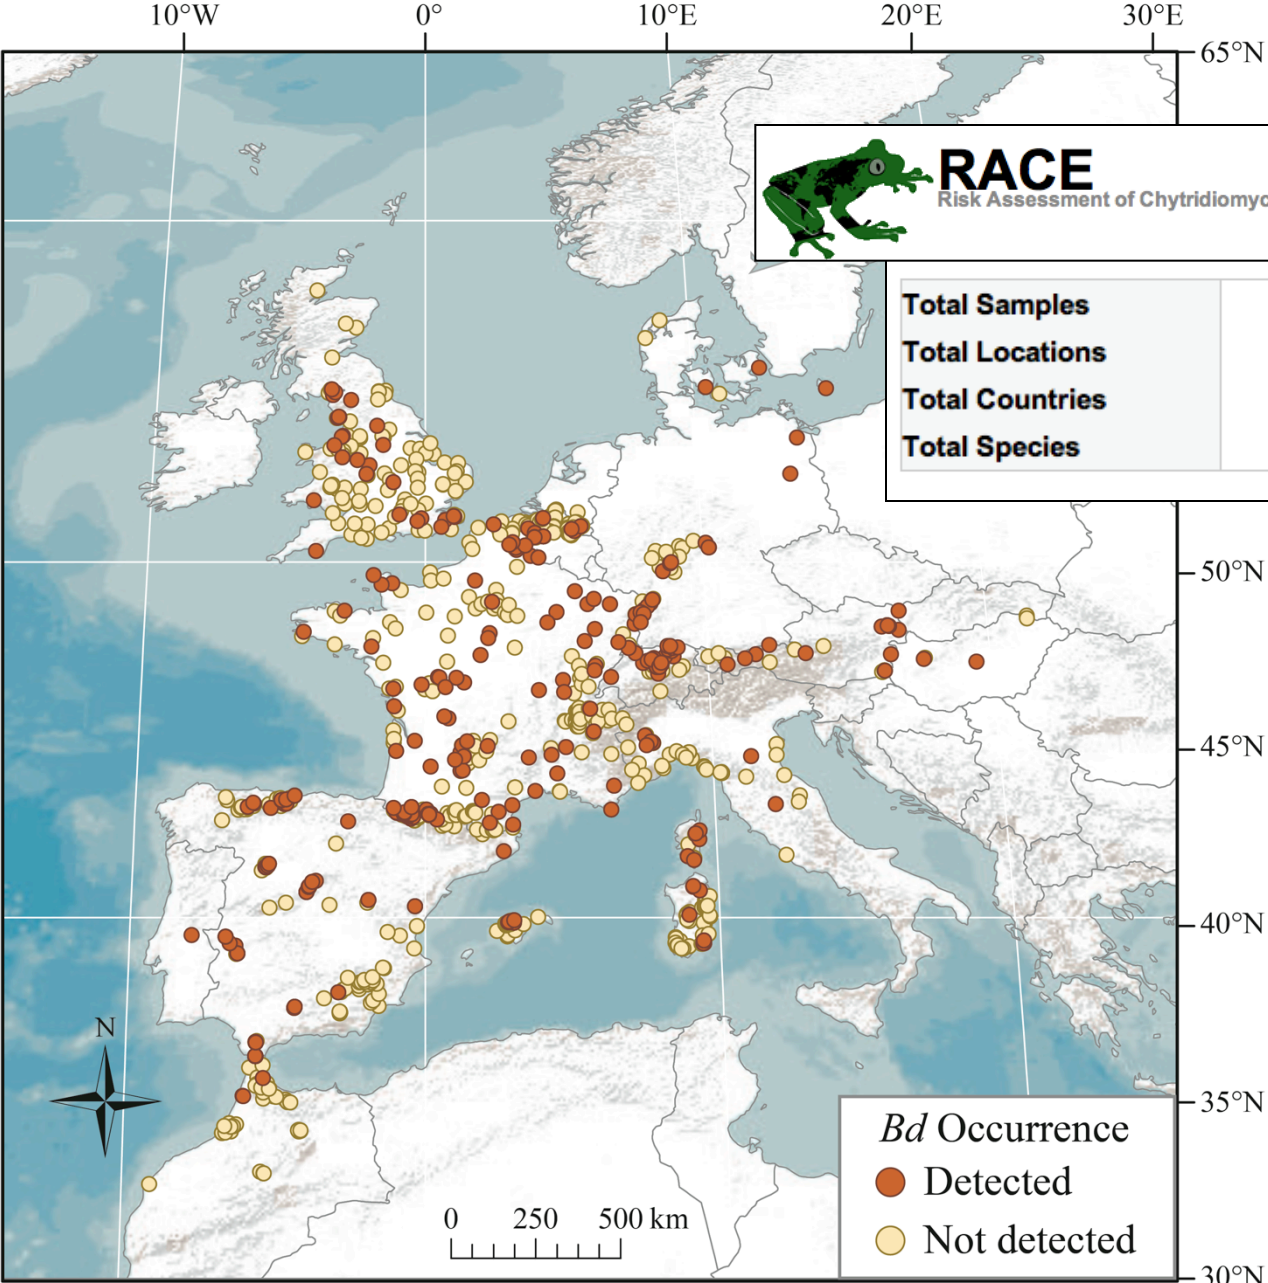 10°W 0° 10°E 20°E 30°E
65°N
RACE
Risk Assessment of Chytridiomyc
Total Samples
Total Locations
Total Countries
Total Species
50°N
45°N
40°N
N
35°N
Bd Occurrence
Detected
0 250 500 km
Not detected
30°N